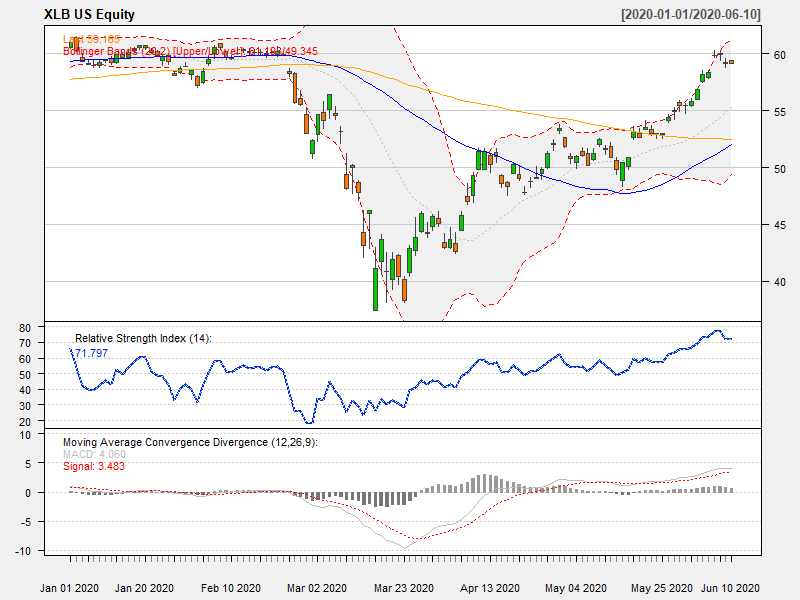 XLB US Equity [2020-01-01/2020-06-10]
Last 59.165
Bollinger Bands (20,2) [Upper/Lower]: 61.193/49.345
60
55
50
45
40
Relative Strength Index (14):
71.797
80
70
60
50
40
30
20
Moving Average Convergence Divergence (12,26,9):
MACD: 4.060
Signal: 3.483
10
5
0
-5
-10
Jan 01 2020 Jan 20 2020 Feb 10 2020 Mar 02 2020 Mar 23 2020 Apr 13 2020 May 04 2020 May 25 2020 Jun 10 2020